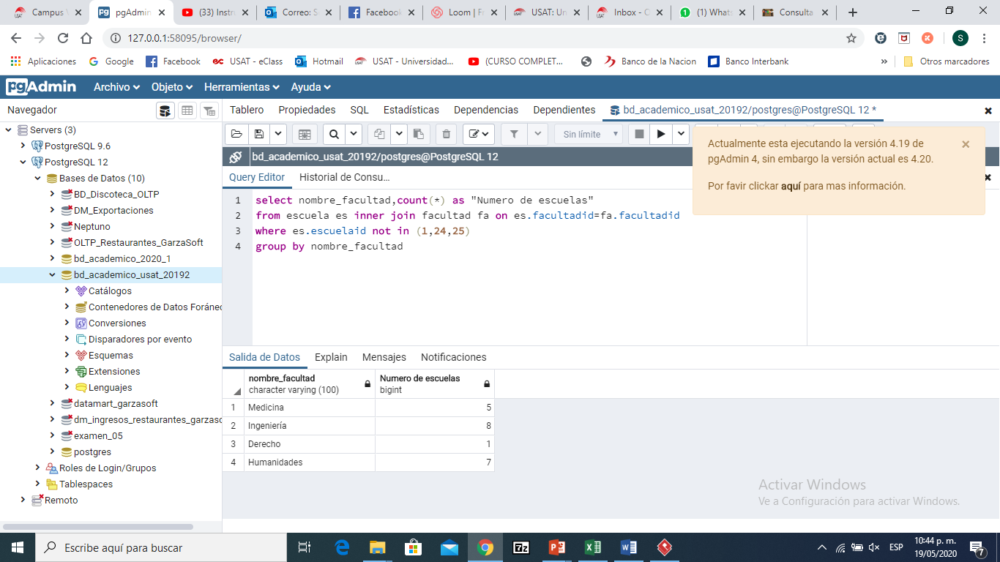 Campus V
pgAdmin
(33) Instru
Correo: S
Facebook
Loom | Fr
USAT: Un
Inbox - C
(1) Whats
Consulta
127.0.0.1:58095/browser/
S
Aplicaciones
Google
Facebook
USAT - eClass
Hotmail
USAT - Universidad...
(CURSO COMPLET...
Banco de la Nacion
Banco Interbank
»
Otros marcadores
pgAdmin
Archivo
Objeto
Herramientas
Ayuda
Navegador
Tablero
Propiedades
SQL
Estadísticas
Dependencias
Dependientes
bd_academico_usat_20192/postgres@PostgreSQL 12 *
Sin límite
bd_academico_usat_20192/postgres@PostgreSQL 12
Actualmente esta ejecutando la versión 4.19 de
pgAdmin 4, sin embargo la versión actual es 4.20.
Por favir clickar aquí para mas información.
Query Editor
Historial de Consu...
1 select nombre_facultad,count(*) as "Numero de escuelas"
2 from escuela es inner join facultad fa on es.facultadid=fa.facultadid
3 where es.escuelaid not in (1,24,25)
4 group by nombre_facultad
Servers (3)
PostgreSQL 9.6
PostgreSQL 12
Bases de Datos (10)
BD_Discoteca_OLTP
DM_Exportaciones
Neptuno
OLTP_Restaurantes_GarzaSoft
bd_academico_2020_1
bd_academico_usat_20192
Catálogos
Contenedores de Datos Foráneo
Conversiones
Disparadores por evento
Esquemas
Extensiones
Lenguajes
datamart_garzasoft
dm_ingresos_restaurantes_garzaso
examen_05
postgres
Roles de Login/Grupos
Tablespaces
Remoto
Salida de Datos
Explain
Mensajes
Notificaciones
nombre_facultad
character varying (100)
Numero de escuelas
bigint
1 Medicina 5
2 Ingeniería 8
3 Derecho 1
4 Humanidades 7
Activar Windows
Ve a Configuración para activar Windows.
Escribe aquí para buscar
7z
ESP
10:44 p. m.
19/05/2020
7